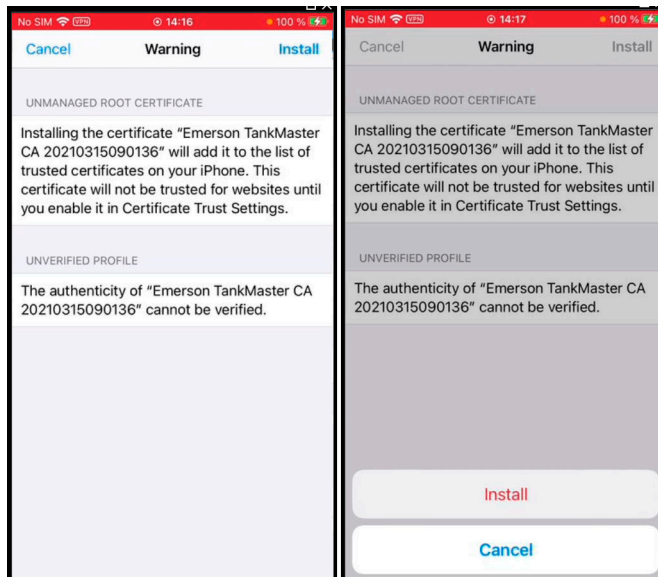 No SIM VPN 14:16 100 %
Cancel Warning Install
UNMANAGED ROOT CERTIFICATE
Installing the certificate “Emerson TankMaster
CA 20210315090136” will add it to the list of
trusted certificates on your iPhone. This
certificate will not be trusted for websites until
you enable it in Certificate Trust Settings.
UNVERIFIED PROFILE
The authenticity of “Emerson TankMaster CA
20210315090136” cannot be verified.
No SIM VPN 14:17 100 %
Cancel Warning Install
UNMANAGED ROOT CERTIFICATE
Installing the certificate “Emerson TankMaster
CA 20210315090136” will add it to the list of
trusted certificates on your iPhone. This
certificate will not be trusted for websites until
you enable it in Certificate Trust Settings.
UNVERIFIED PROFILE
The authenticity of “Emerson TankMaster CA
20210315090136” cannot be verified.
Install
Cancel